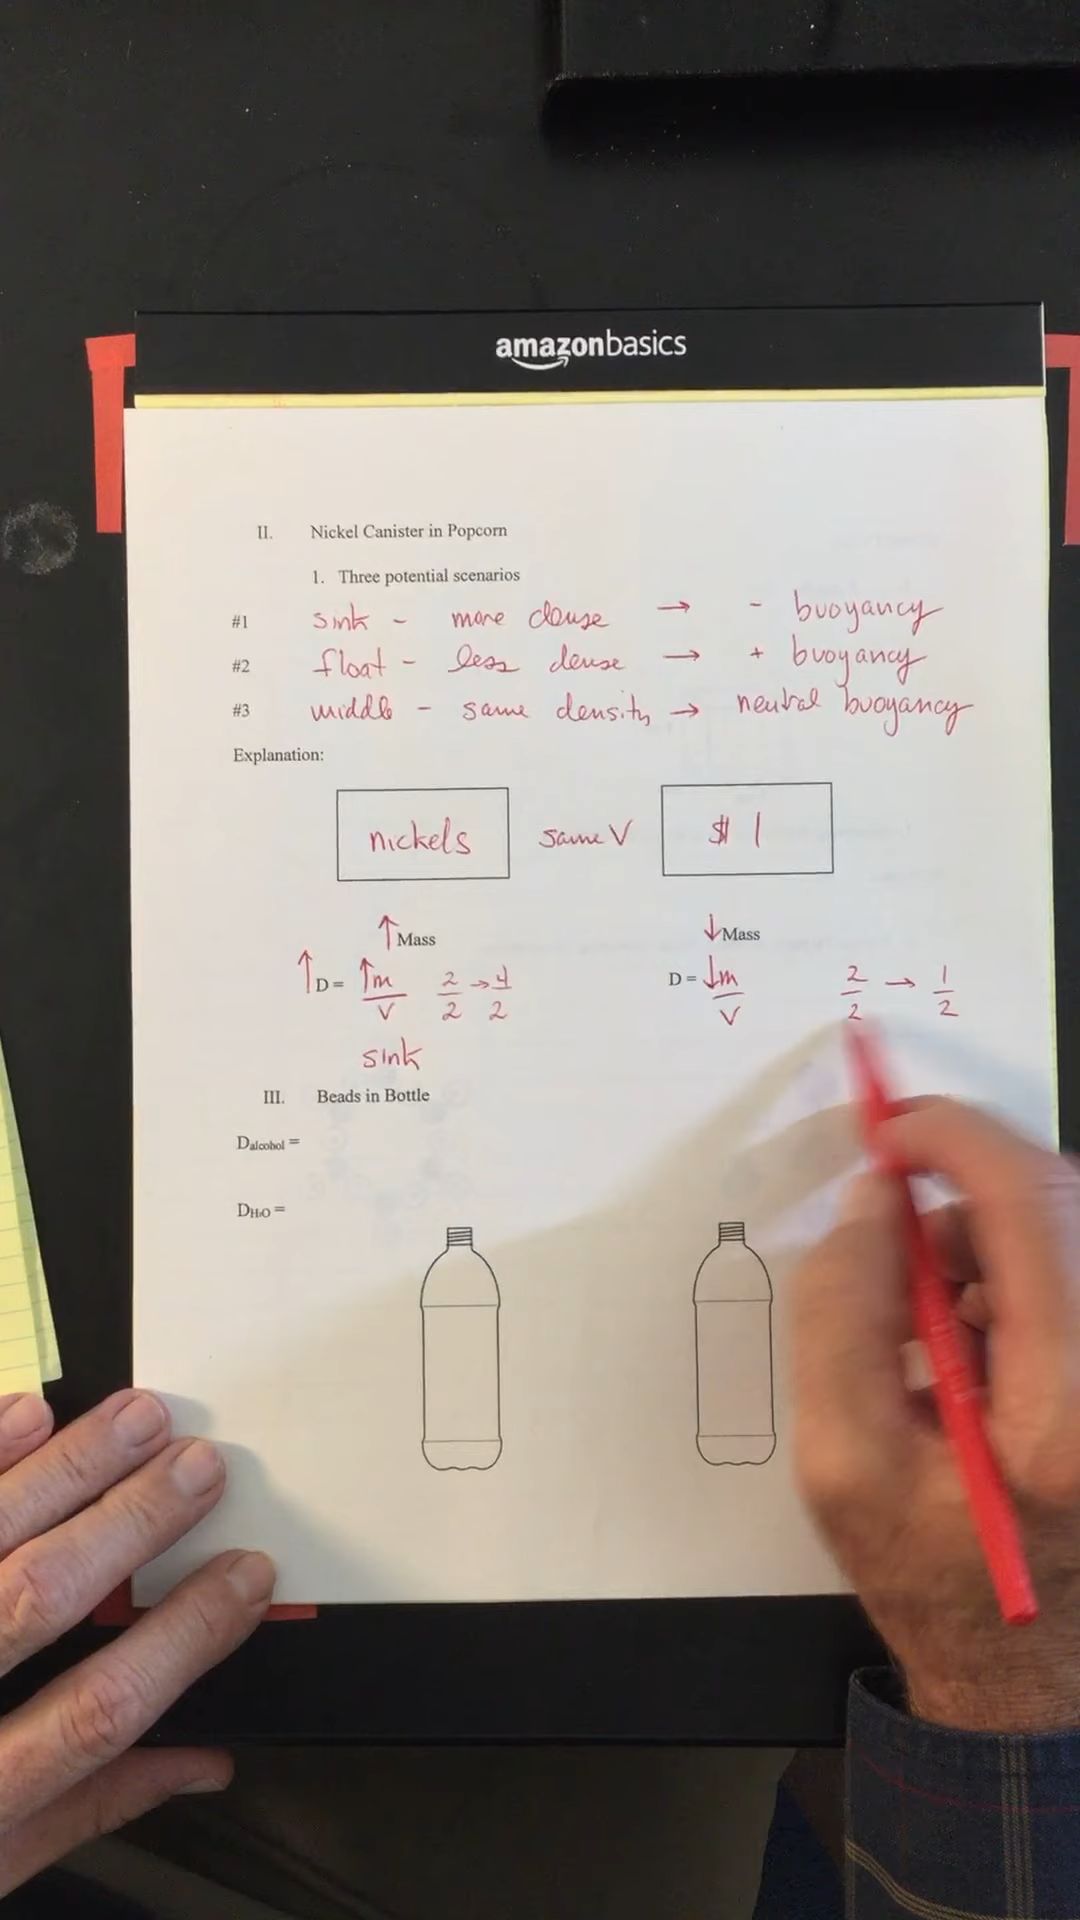 amazonbasics
II. Nickel Canister in Popcorn
1. Three potential scenarios
#1 sink - more dense → - buoyancy
#2 float - less dense → + buoyancy
#3 middle - same density → neutral buoyancy
Explanation:
nickels same V $ 1
↑ Mass ↓ Mass
↑ D = ↑m/V 2/2 → 4/2 D = ↓m/V 2/2 → 1/2
sink
III. Beads in Bottle
Dalcohol =
DH₂O =